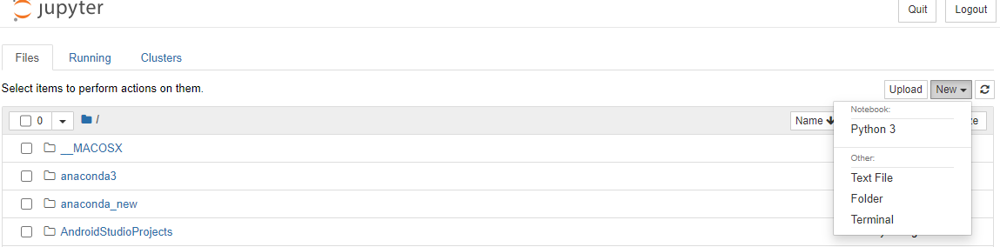 jupyter
Quit
Logout
Files
Running
Clusters
Select items to perform actions on them.
Upload
New
0
/
Name
Notebook:
Python 3
Other:
Text File
Folder
Terminal
__MACOSX
anaconda3
anaconda_new
AndroidStudioProjects